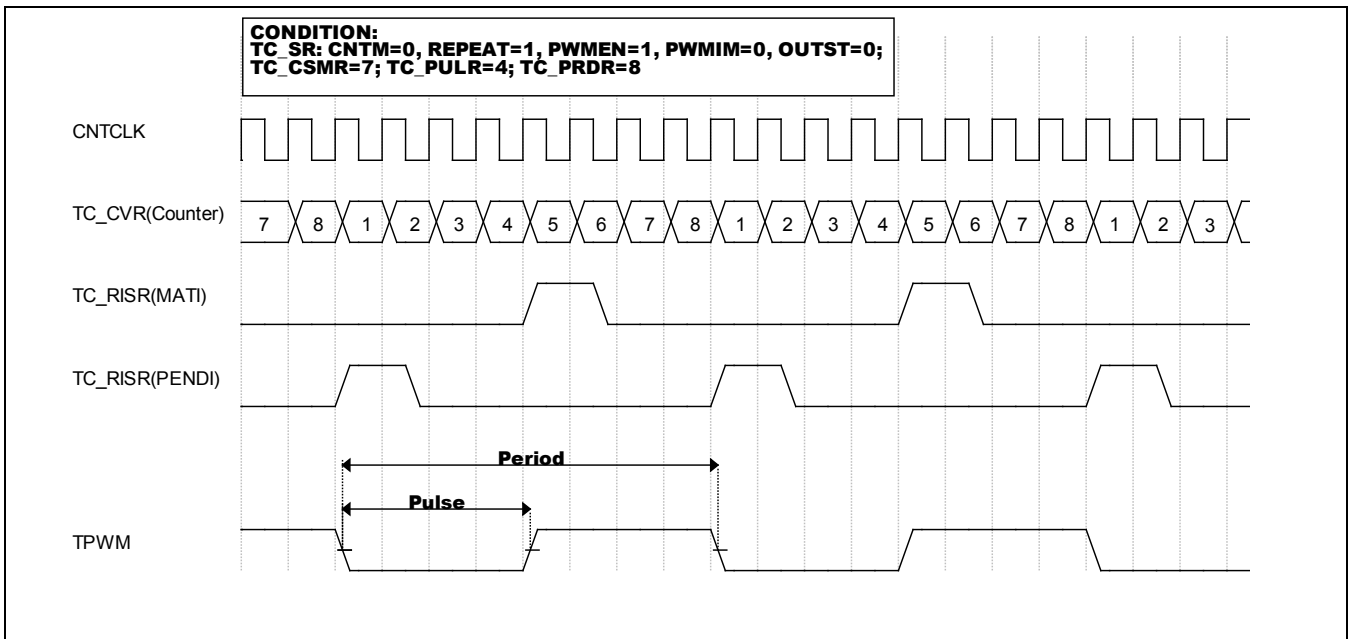 CONDITION:
TC_SR: CNTM=0, REPEAT=1, PWMEN=1, PWMIM=0, OUTST=0;
TC_CSMR=7; TC_PULR=4; TC_PRDR=8
CNTCLK
TC_CVR(Counter)
7 8 1 2 3 4 5 6 7 8 1 2 3 4 5 6 7 8 1 2 3
TC_RISR(MATI)
TC_RISR(PENDI)
Period
Pulse
TPWM